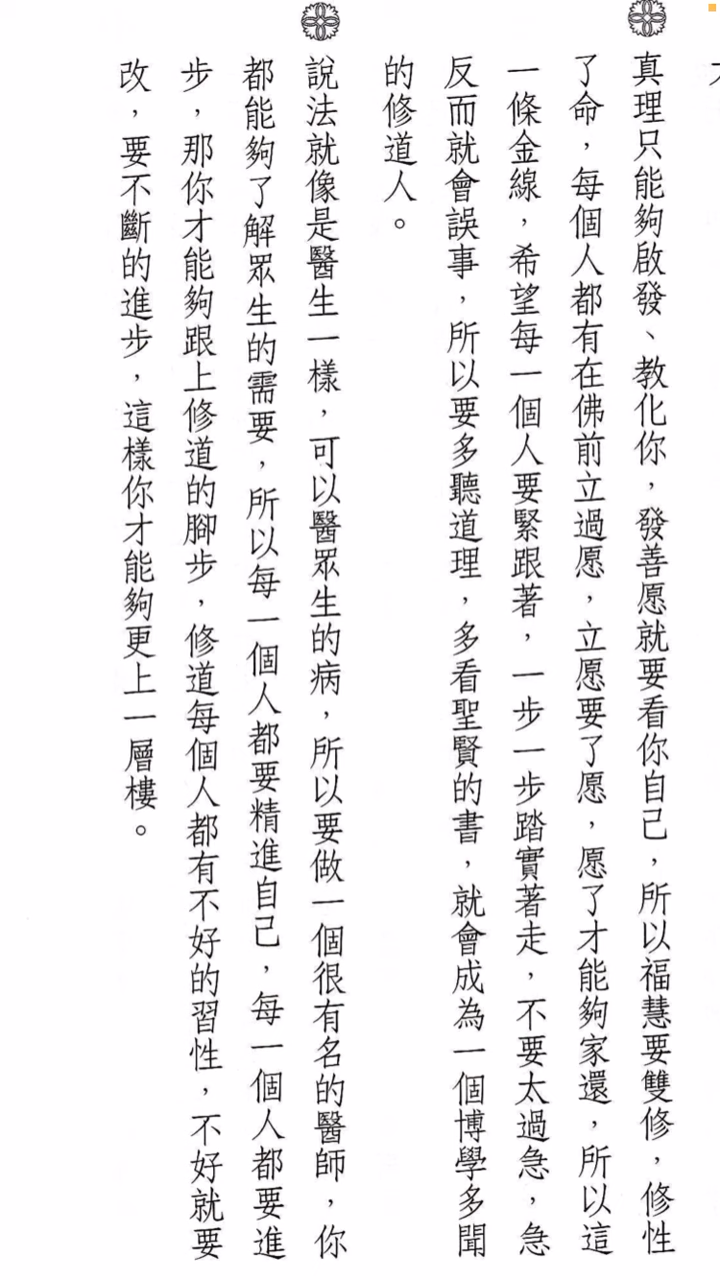 真理只能夠啟發、教化你，發善愿就要看你自己，所以福慧要雙修，修性
了命，每個人都有在佛前立過愿，立愿要了愿，愿了才能夠家還，所以這
一條金線，希望每一個人要緊跟著，一步一步踏實著走，不要太過急，急
反而就會誤事，所以要多聽道理，多看聖賢的書，就會成為一個博學多聞
的修道人。
說法就像是醫生一樣，可以醫眾生的病，所以要做一個很有名的醫師，你
都能夠了解眾生的需要，所以每一個人都要精進自己，每一個人都要進
步，那你才能夠跟上修道的腳步，修道每個人都有不好的習性，不好就要
改，要不斷的進步，這樣你才能夠更上一層樓。